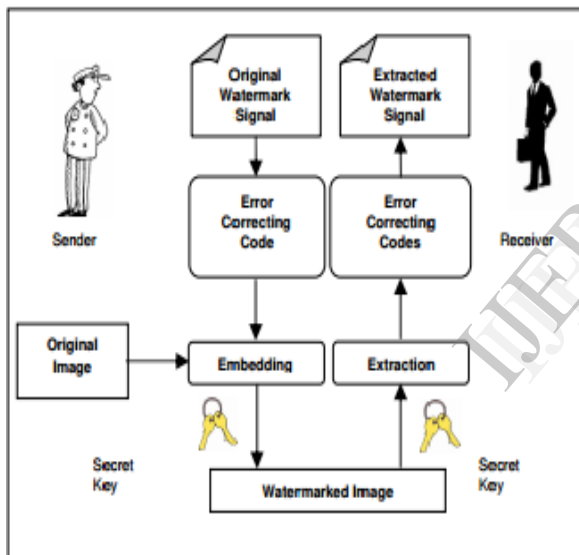 Original
Watermark
Signal
Extracted
Watermark
Signal
Error
Correcting
Code
Error
Correcting
Codes
Sender
Receiver
Original
Image
Embedding
Extraction
Secret
Key
Secret
Key
Watermarked Image